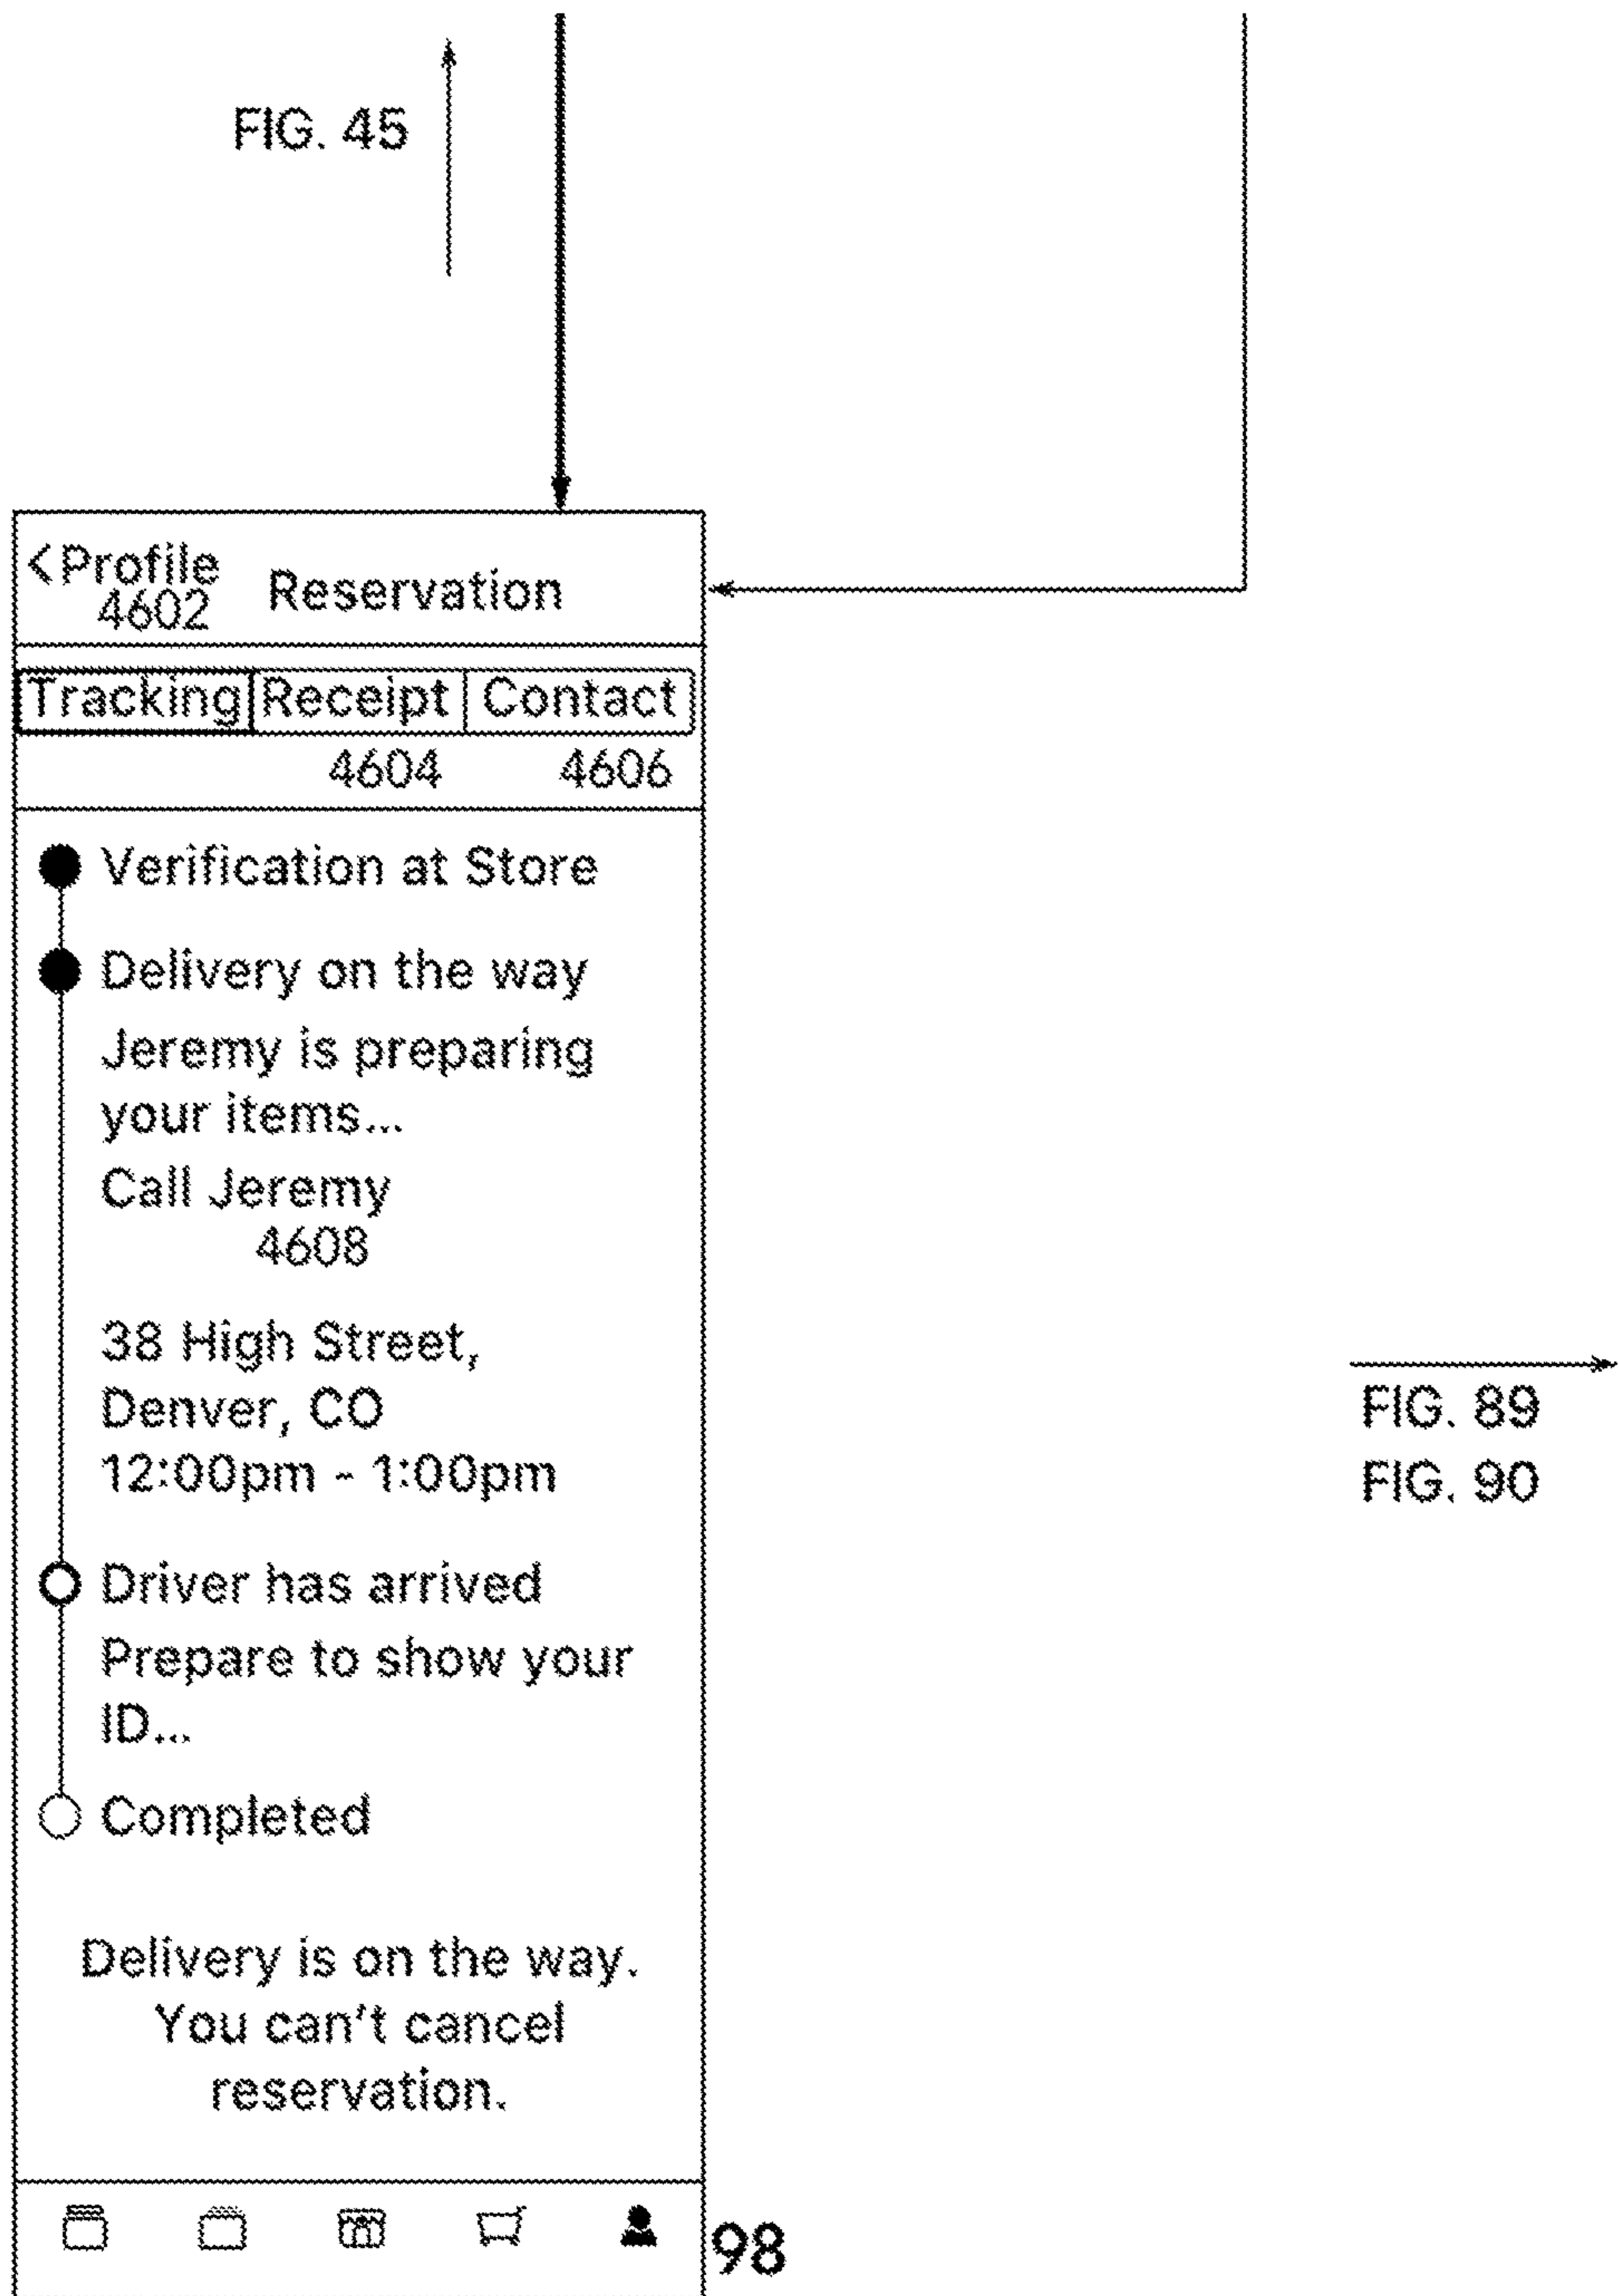 FIG. 45
<Profile
4602
Reservation
Tracking Receipt Contact
4604 4606
Verification at Store
Delivery on the way
Jeremy is preparing
your items...
Call Jeremy
4608
38 High Street,
Denver, CO
12:00pm - 1:00pm
FIG. 89
FIG. 90
Driver has arrived
Prepare to show your
ID...
Completed
Delivery is on the way.
You can't cancel
reservation.
98